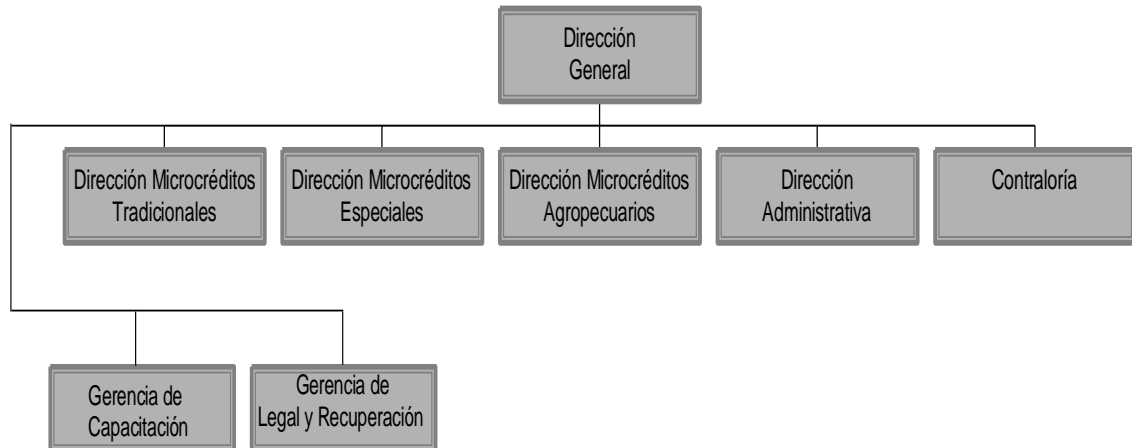 Dirección
General
Dirección Microcréditos
Tradicionales
Dirección Microcréditos
Especiales
Dirección Microcréditos
Agropecuarios
Dirección
Administrativa
Contraloría
Gerencia de
Capacitación
Gerencia de
Legal y Recuperación